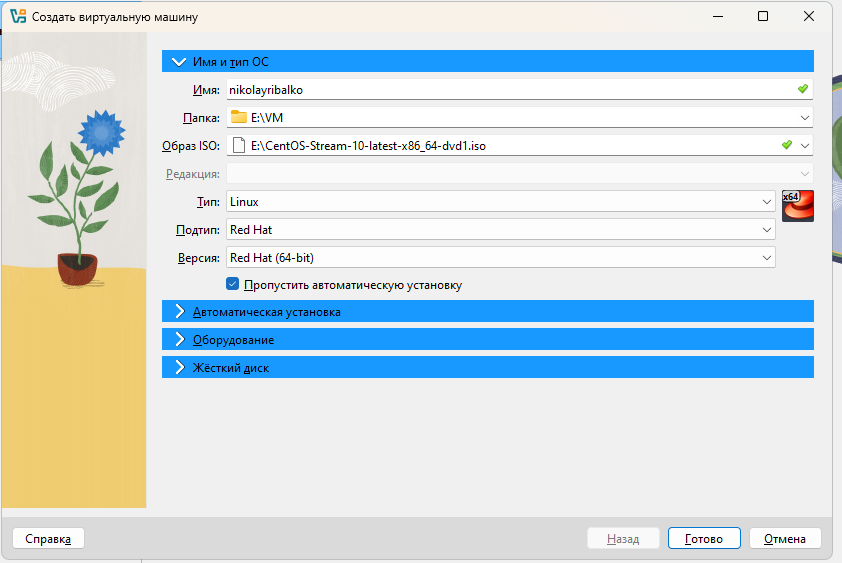 Создать виртуальную машину
Имя и тип ОС
Имя: nikolayribalko
Папка: E:\VM
Образ ISO: E:\CentOS-Stream-10-latest-x86_64-dvd1.iso
Редакция:
Тип: Linux
x64
Подтип: Red Hat
Версия: Red Hat (64-bit)
Пропустить автоматическую установку
Автоматическая установка
Оборудование
Жёсткий диск
Справка Назад Готово Отмена